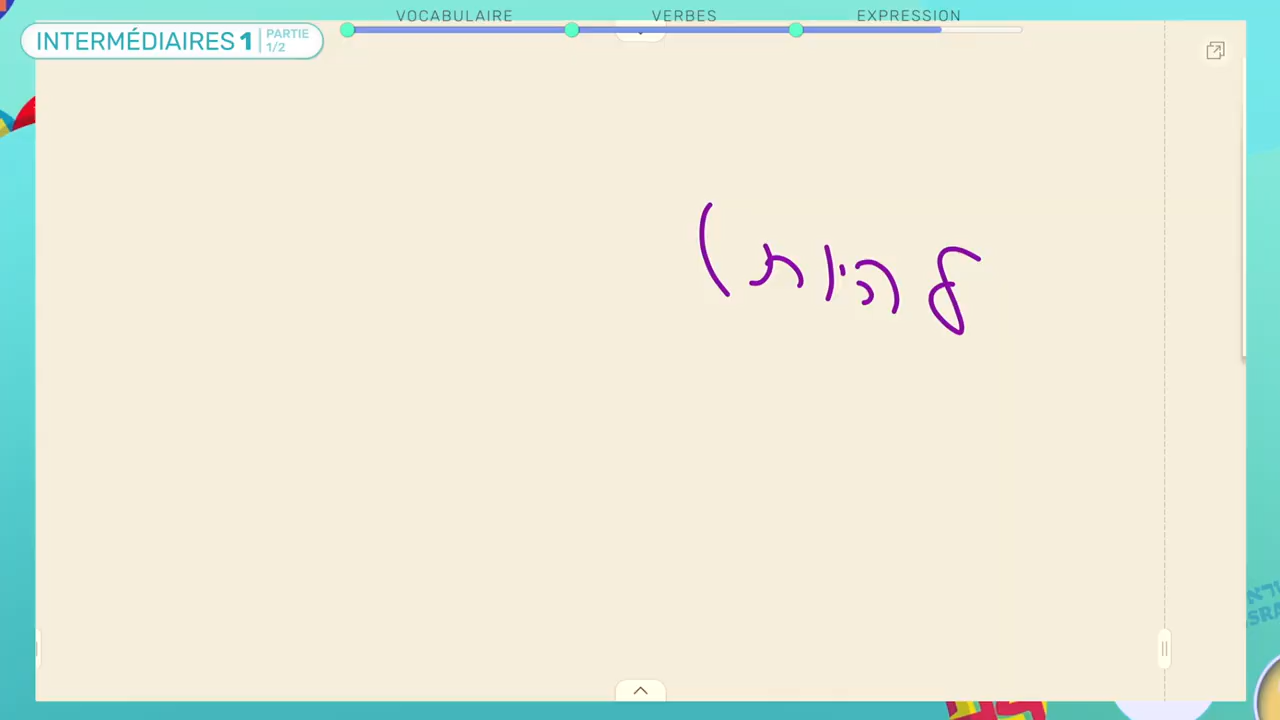 VOCABULAIRE VERBES EXPRESSION
INTERMÉDIAIRES 1 PARTIE 1/2
להיות)